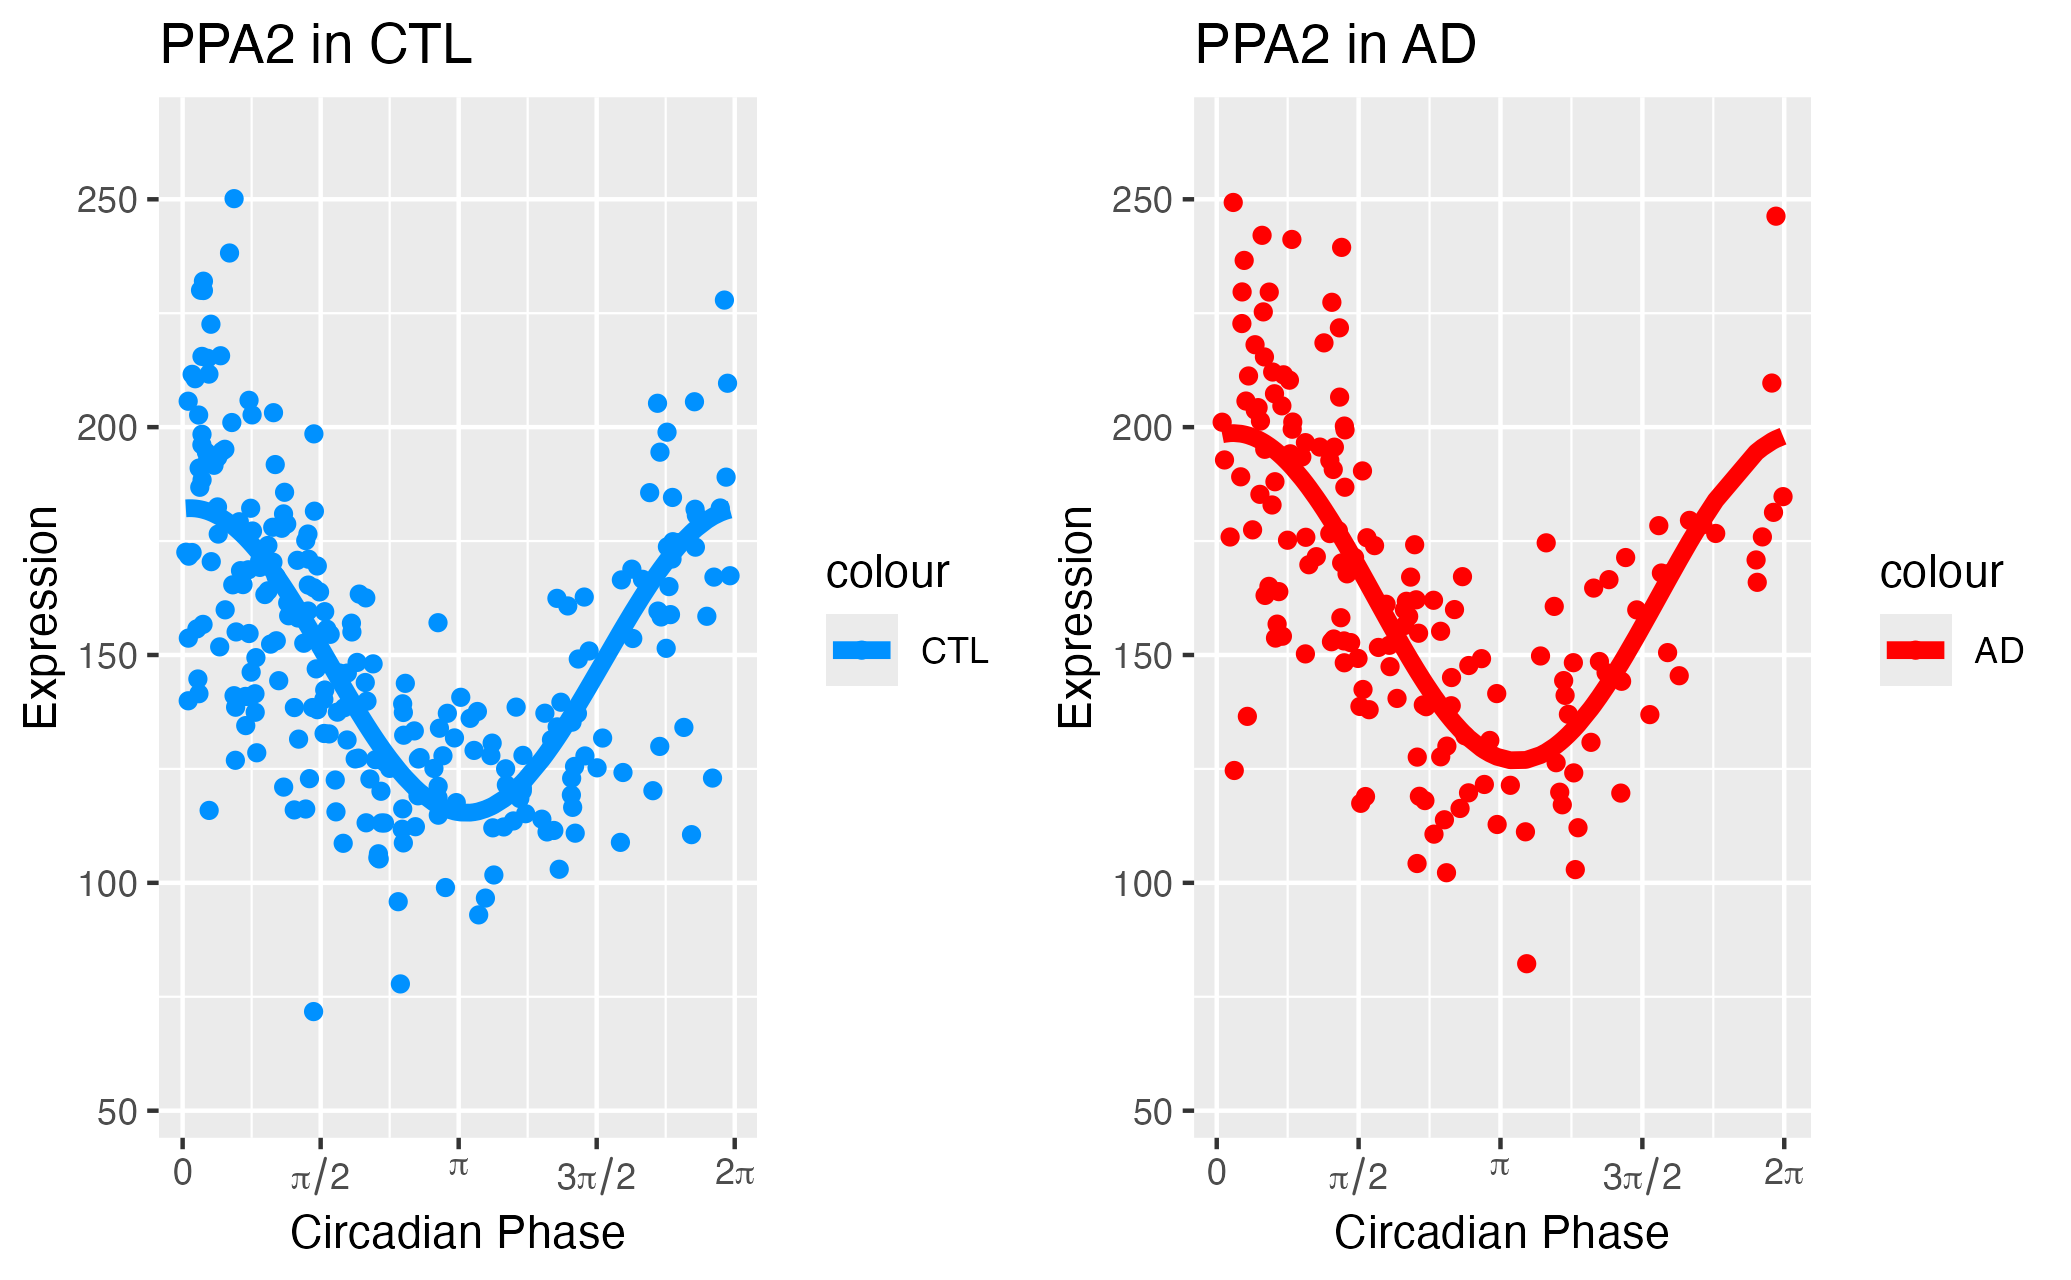 PPA2 in CTL
Expression
250
200
150
100
50
0 π/2 π 3π/2 2π
Circadian Phase
colour
CTL
PPA2 in AD
Expression
250
200
150
100
50
0 π/2 π 3π/2 2π
Circadian Phase
colour
AD